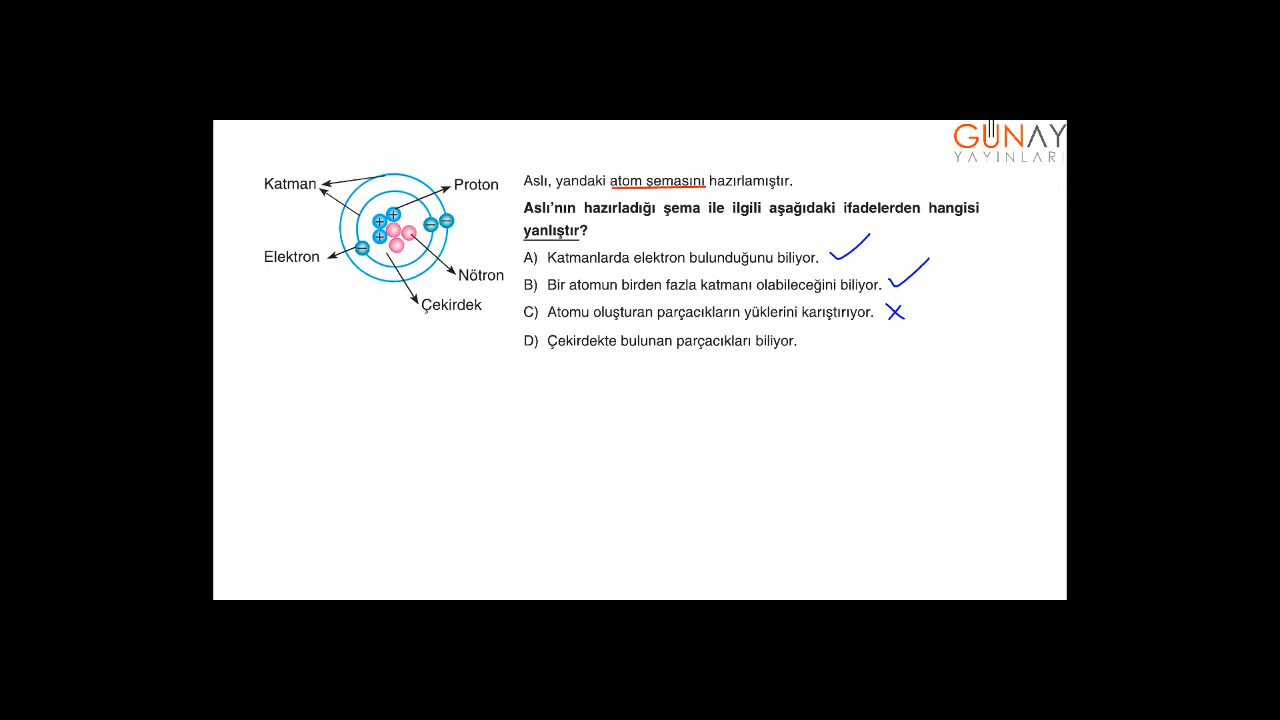 GÜNAY
YAYINLARI
Katman
Proton
Elektron
Nötron
Çekirdek
Aslı, yandaki atom şemasını hazırlamıştır.
Aslı’nın hazırladığı şema ile ilgili aşağıdaki ifadelerden hangisi
yanlıştır?
A) Katmanlarda elektron bulunduğunu biliyor.
B) Bir atomun birden fazla katmanı olabileceğini biliyor.
C) Atomu oluşturan parçacıkların yüklerini karıştırıyor.
D) Çekirdekte bulunan parçacıkları biliyor.